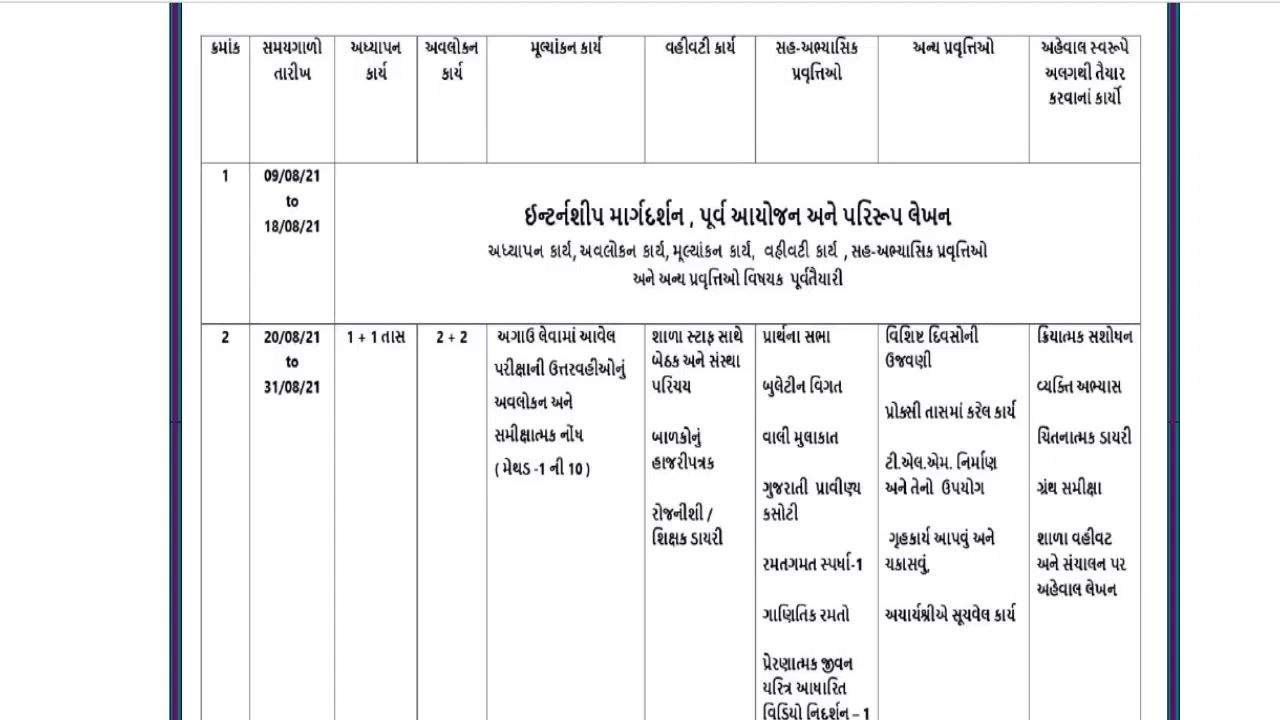 ક્રમાંક
સમયગાળો
તારીખ
અધ્યાપન
કાર્ય
અવલોકન
કાર્ય
મૂલ્યાંકન કાર્ય
વહીવટી કાર્ય
સહ-અભ્યાસિક
પ્રવૃત્તિઓ
અન્ય પ્રવૃત્તિઓ
અહેવાલ સ્વરૂપે
અલગથી તૈયાર
કરવાનાં કાર્યો
1
09/08/21
to
18/08/21
ઈન્ટર્નશીપ માર્ગદર્શન , પૂર્વ આયોજન અને પરિરૂપ લેખન
અધ્યાપન કાર્ય, અવલોકન કાર્ય, મૂલ્યાંકન કાર્ય, વહીવટી કાર્ય , સહ-અભ્યાસિક પ્રવૃત્તિઓ
અને અન્ય પ્રવૃત્તિઓ વિષયક પૂર્વતૈયારી
2
20/08/21
to
31/08/21
1 + 1 તાસ
2 + 2
અગાઉ લેવામાં આવેલ
પરીક્ષાની ઉત્તરવહીઓનું
અવલોકન અને
સમીક્ષાત્મક નોંધ
( મેથડ -1 ની 10 )
શાળા સ્ટાફ સાથે
બેઠક અને સંસ્થા
પરિચય
બાળકોનું
હાજરીપત્રક
રોજનીશી /
શિક્ષક ડાયરી
પ્રાર્થના સભા
બુલેટીન વિગત
વાલી મુલાકાત
ગુજરાતી પ્રાવીણ્ય
કસોટી
રમતગમત સ્પર્ધા-1
ગાણિતિક રમતો
પ્રેરણાત્મક જીવન
ચરિત્ર આધારિત
વિડિયો નિદર્શન – 1
વિશિષ્ટ દિવસોની
ઉજવણી
પ્રોક્સી તાસમાં કરેલ કાર્ય
ટી.એલ.એમ. નિર્માણ
અને તેનો ઉપયોગ
ગૃહકાર્ય આપવું અને
ચકાસવું,
અચાર્યશ્રીએ સૂચવેલ કાર્ય
ક્રિયાત્મક સશોધન
વ્યક્તિ અભ્યાસ
ચિંતનાત્મક ડાયરી
ગ્રંથ સમીક્ષા
શાળા વહીવટ
અને સંચાલન પર
અહેવાલ લેખન